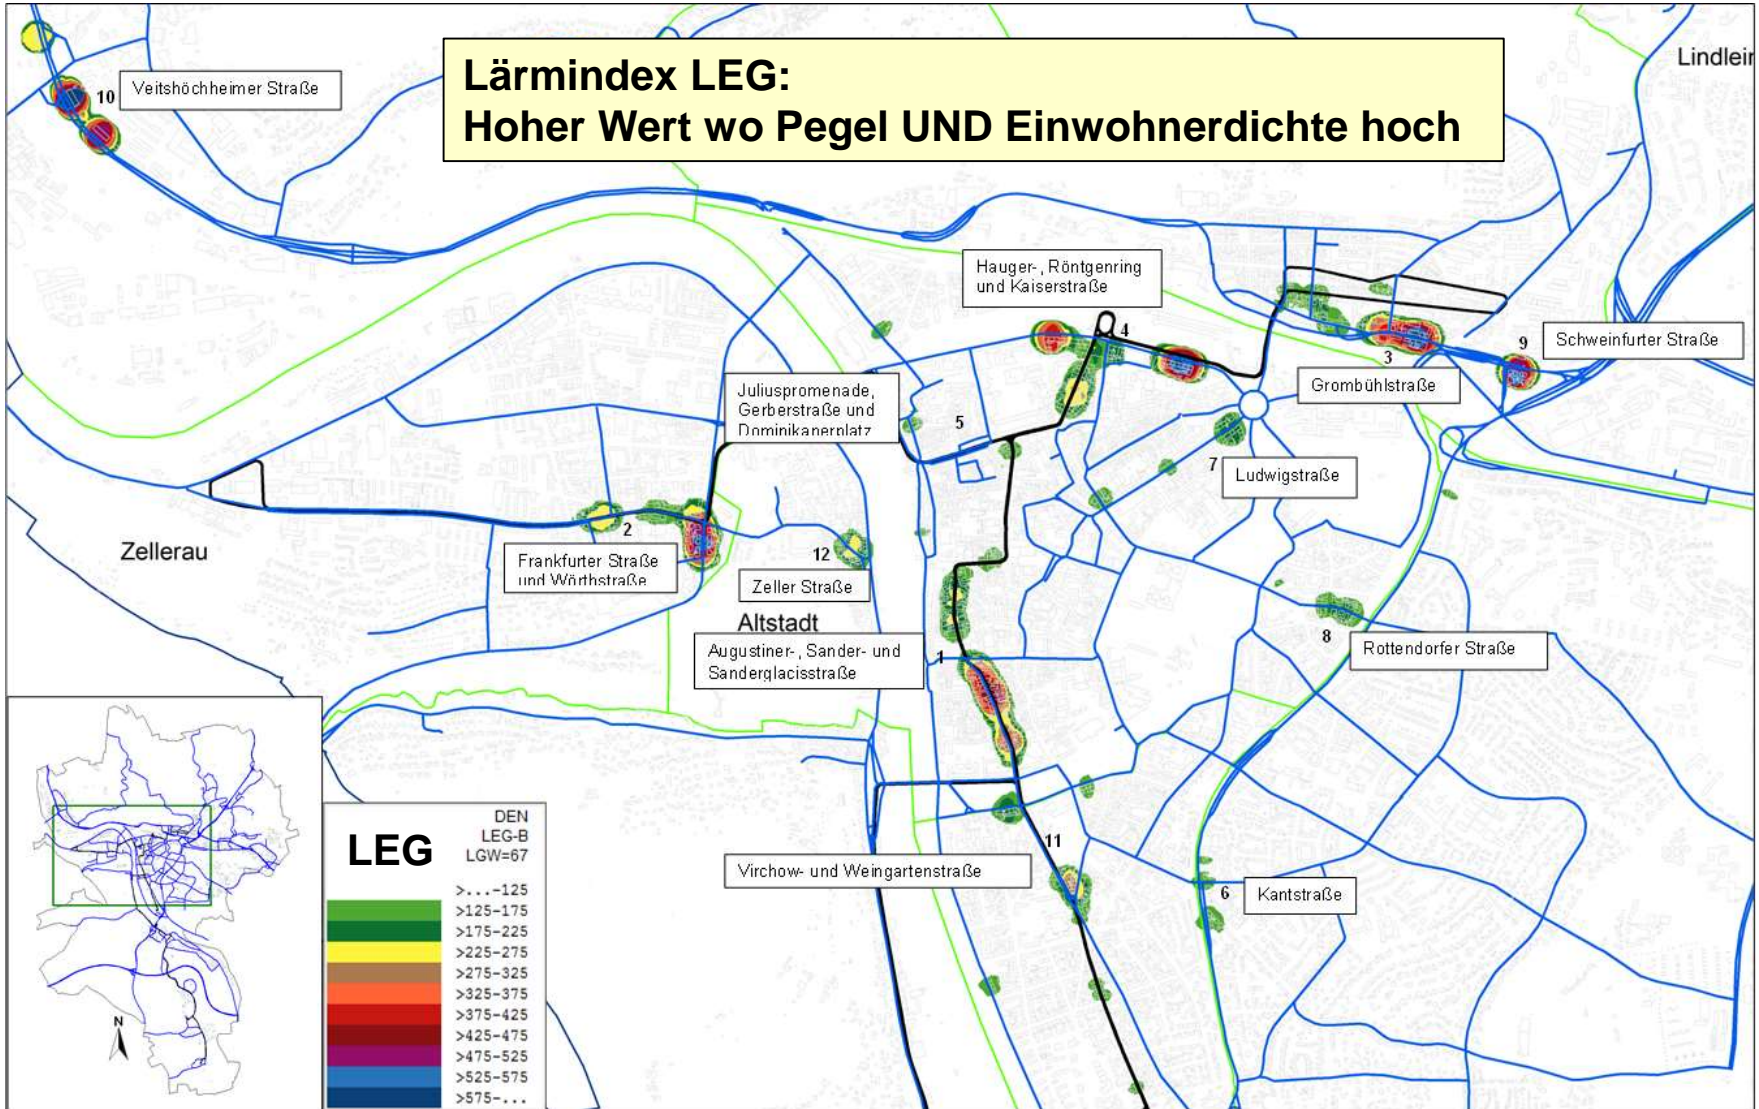 Lärmindex LEG:
Hoher Wert wo Pegel UND Einwohnerdichte hoch
Lindlein
10
Veitshöchheimer Straße
Hauger-, Röntgenring
und Kaiserstraße
4
3
9
Schweinfurter Straße
Grombühlstraße
Juliuspromenade,
Gerberstraße und
Dominikanerplatz
5
7
Ludwigstraße
Zellerau
2
Frankfurter Straße
und Wörthstraße
12
Zeller Straße
Altstadt
8
Rottendorfer Straße
Augustiner-, Sander- und
Sanderglacisstraße
1
11
Virchow- und Weingartenstraße
6
Kantstraße
N
LEG
DEN
LEG-B
LGW=67
>...-125
>125-175
>175-225
>225-275
>275-325
>325-375
>375-425
>425-475
>475-525
>525-575
>575-...